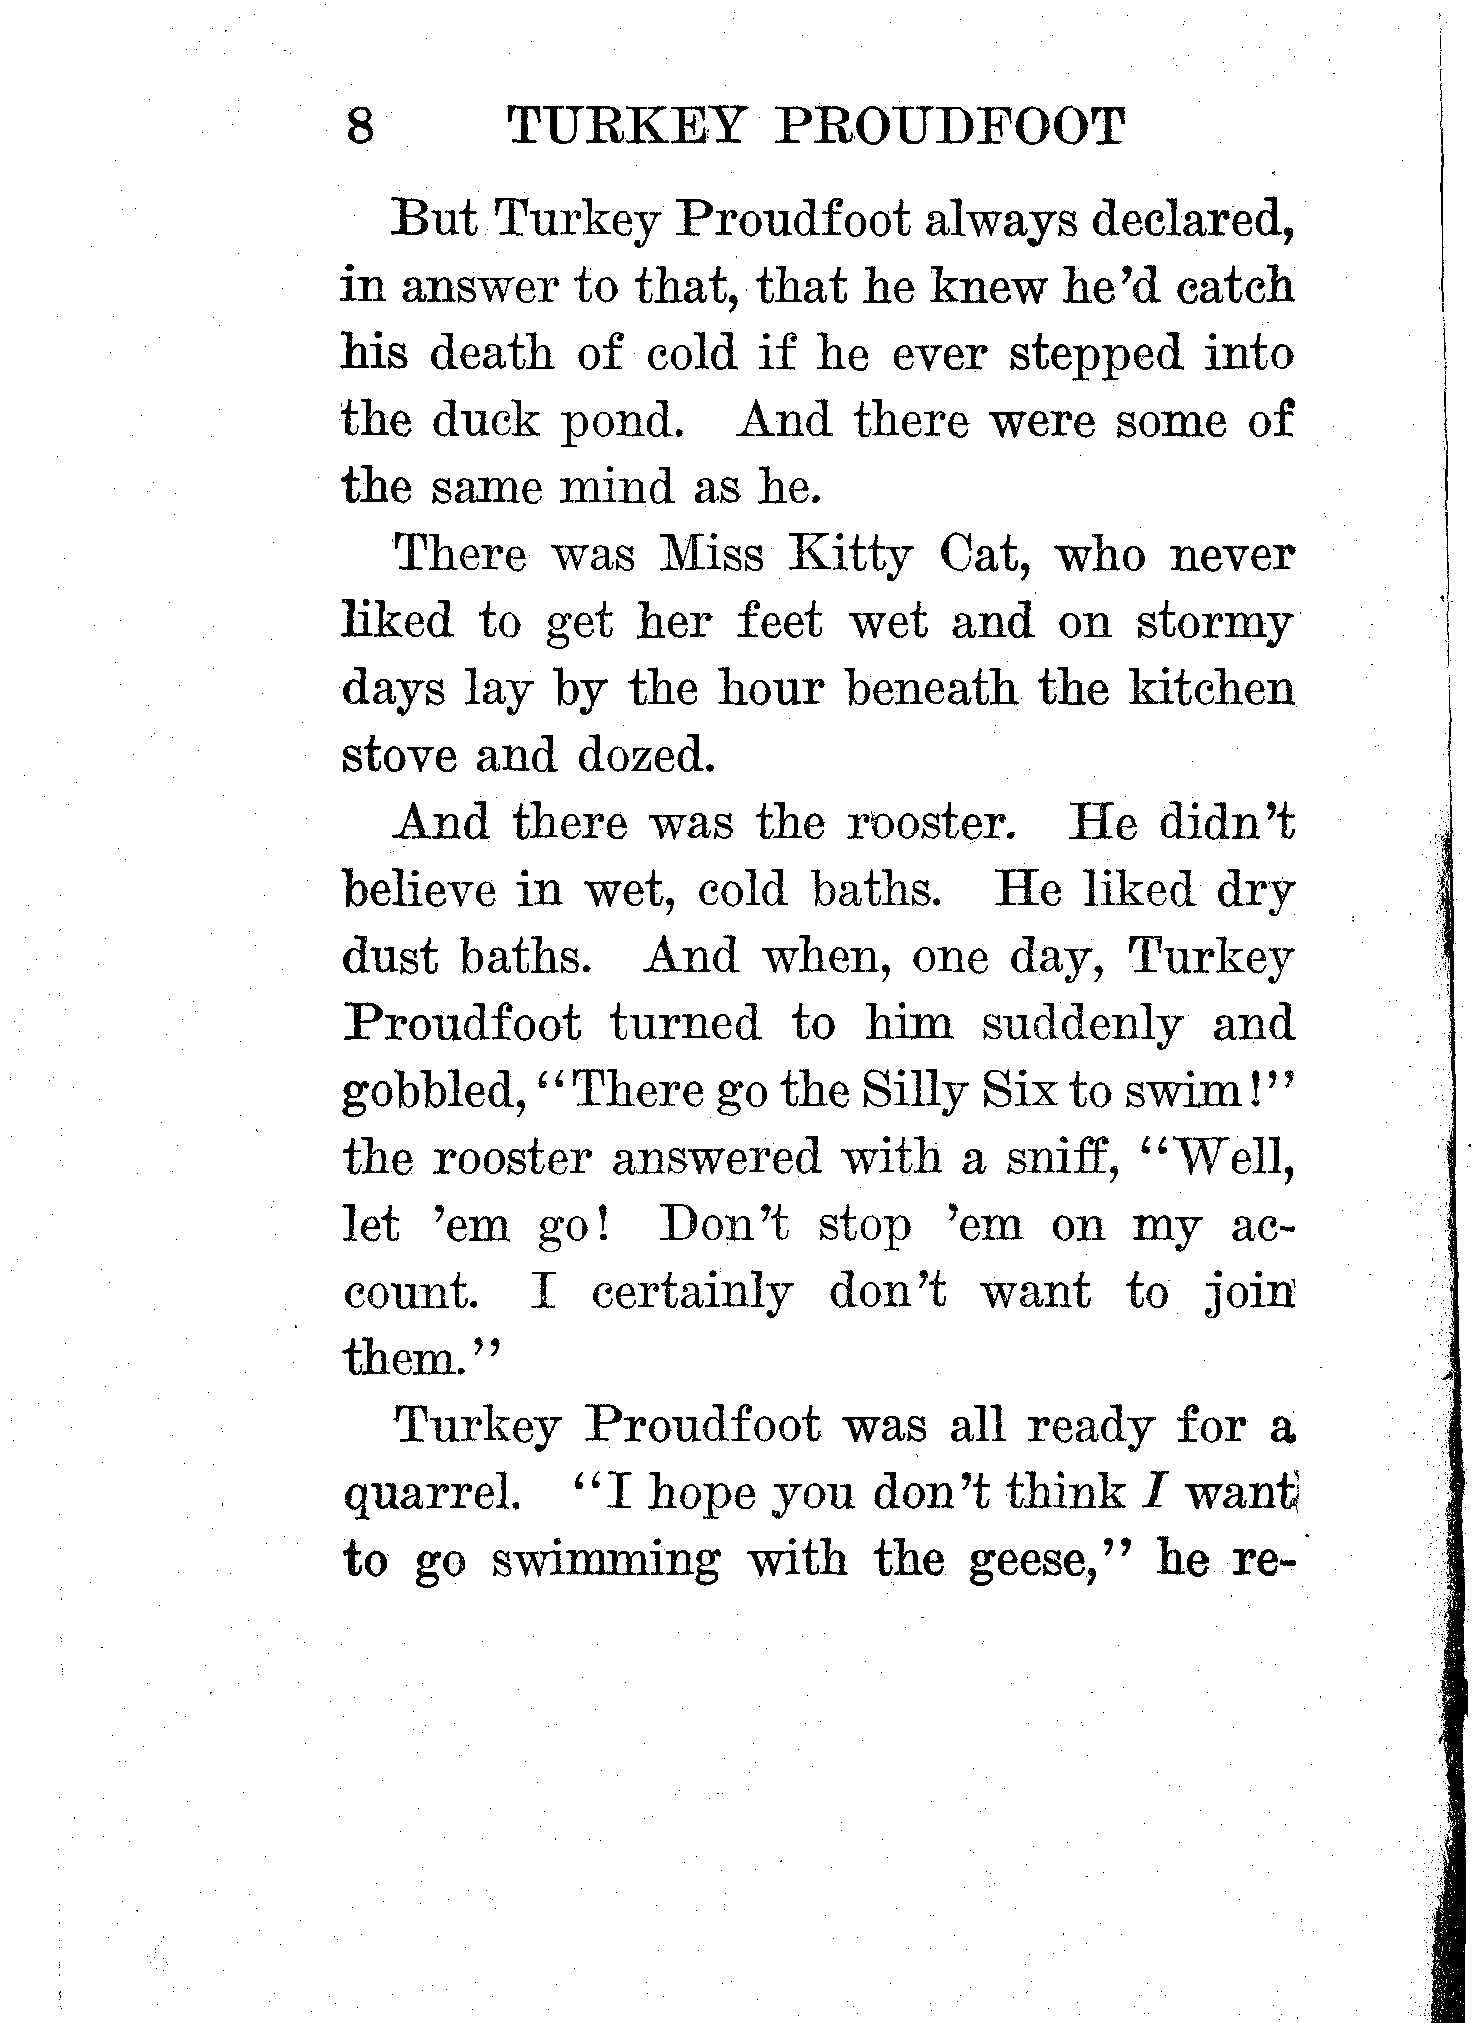 8 TURKEY PROUDFOOT
But Turkey Proudfoot always declared,
in answer to that, that he knew he'd catch
his death of cold if he ever stepped into
the duck pond. And there were some of
the same mind as he.
There was Miss Kitty Cat, who never
liked to get her feet wet and on stormy
days lay by the hour beneath the kitchen
stove and dozed.
And there was the rooster. He didn't
believe in wet, cold baths. He liked dry
dust baths. And when, one day, Turkey
Proudfoot turned to him suddenly and
gobbled, "There go the Silly Six to swim!"
the rooster answered with a sniff, "Well,
let 'em go! Don't stop 'em on my ac-
count. I certainly don't want to join
them."
Turkey Proudfoot was all ready for a
quarrel. "I hope you don't think I want
to go swimming with the geese," he re-